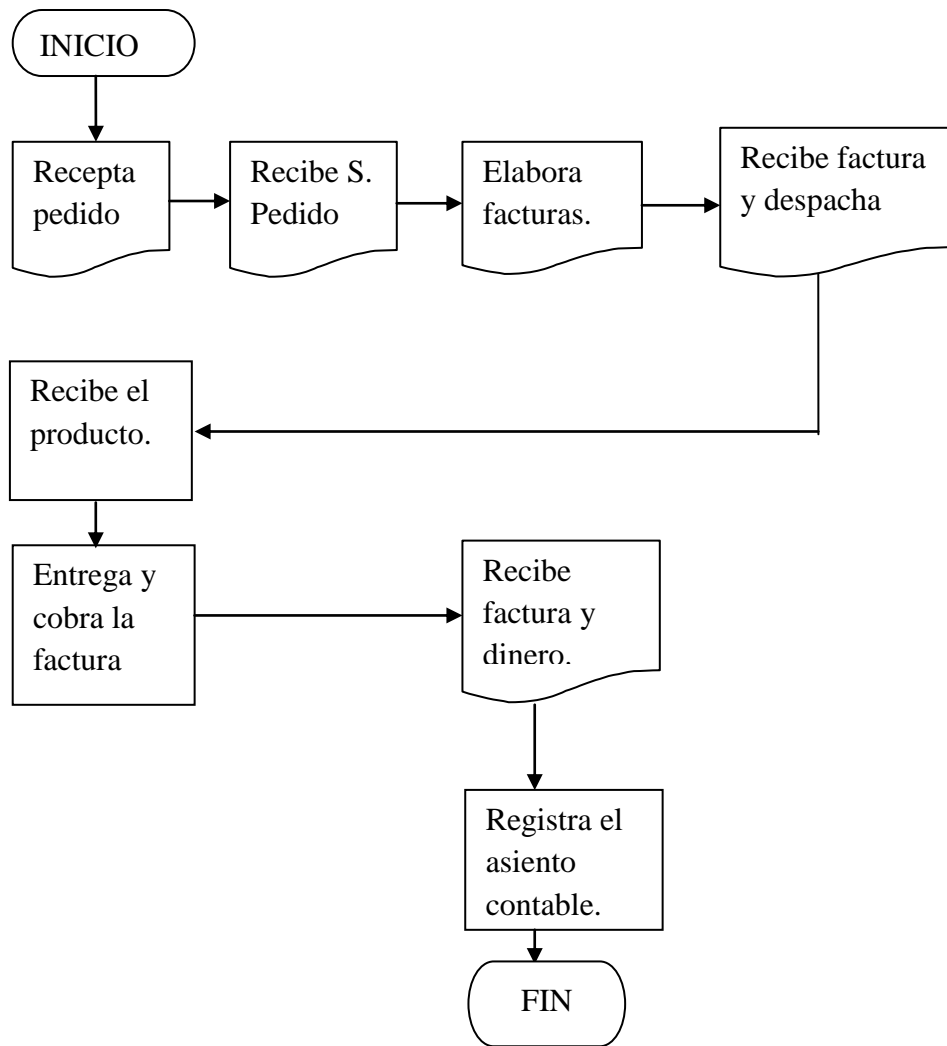 INICIO
Recepta
pedido
Recibe S.
Pedido
Elabora
facturas.
Recibe factura
y despacha
Recibe el
producto.
Entrega y
cobra la
factura
Recibe
factura y
dinero.
Registra el
asiento
contable.
FIN